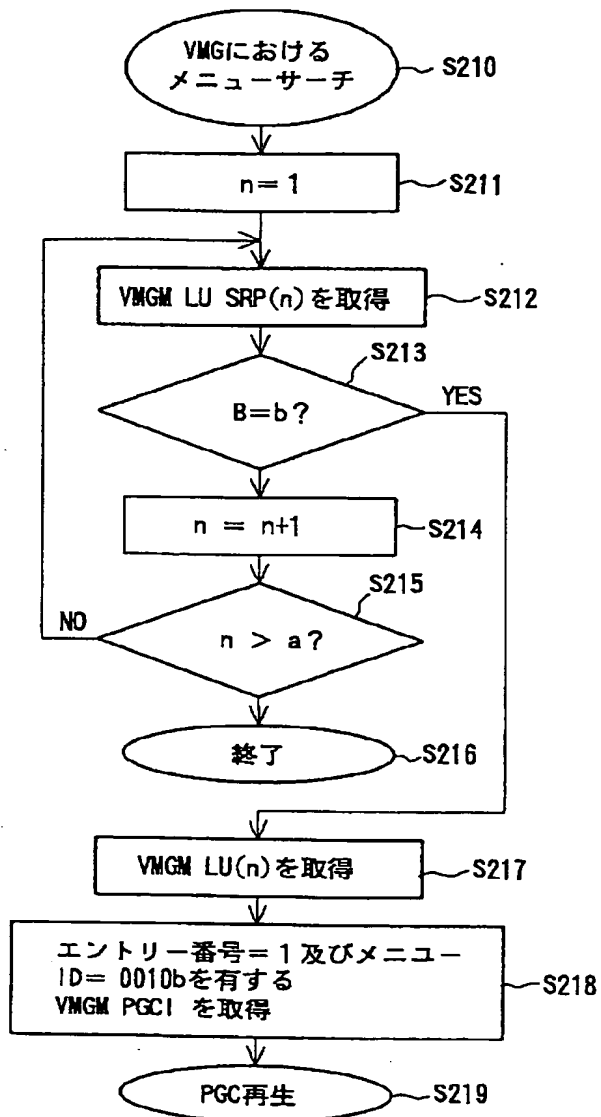 VMGにおける
メニューサーチ
S210
n=1
S211
VMGM LU SRP(n)を取得
S212
S213
B=b?
YES
n = n+1
S214
S215
NO
n > a?
終了
S216
VMGM LU(n)を取得
S217
エントリー番号=1及びメニュー
ID=0010bを有する
VMGM PGCI を取得
S218
PGC再生
S219